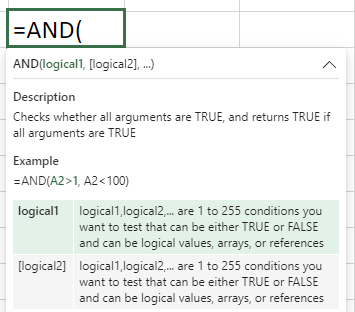 =AND(
AND(logical1, [logical2], ...)
Description
Checks whether all arguments are TRUE, and returns TRUE if
all arguments are TRUE
Example
=AND(A2>1, A2<100)
logical1 logical1,logical2,... are 1 to 255 conditions you
want to test that can be either TRUE or FALSE
and can be logical values, arrays, or references
[logical2] logical1,logical2,... are 1 to 255 conditions you
want to test that can be either TRUE or FALSE
and can be logical values, arrays, or references